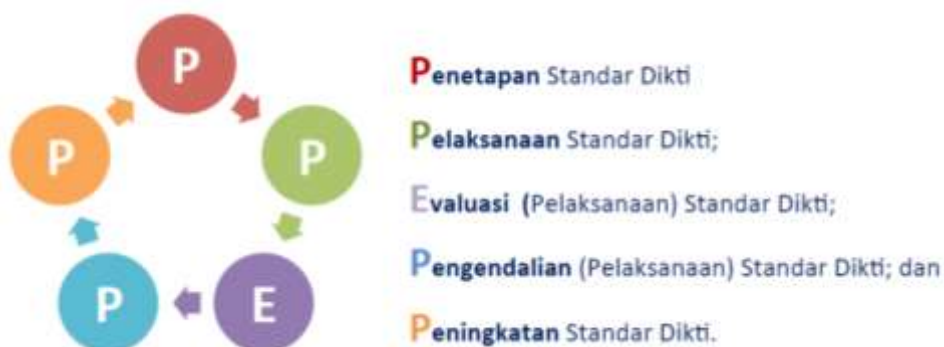 P
P
E
P
P
Penetapan Standar Dikti
Pelaksanaan Standar Dikti;
Evaluasi (Pelaksanaan) Standar Dikti;
Pengendalian (Pelaksanaan) Standar Dikti; dan
Peningkatan Standar Dikti.